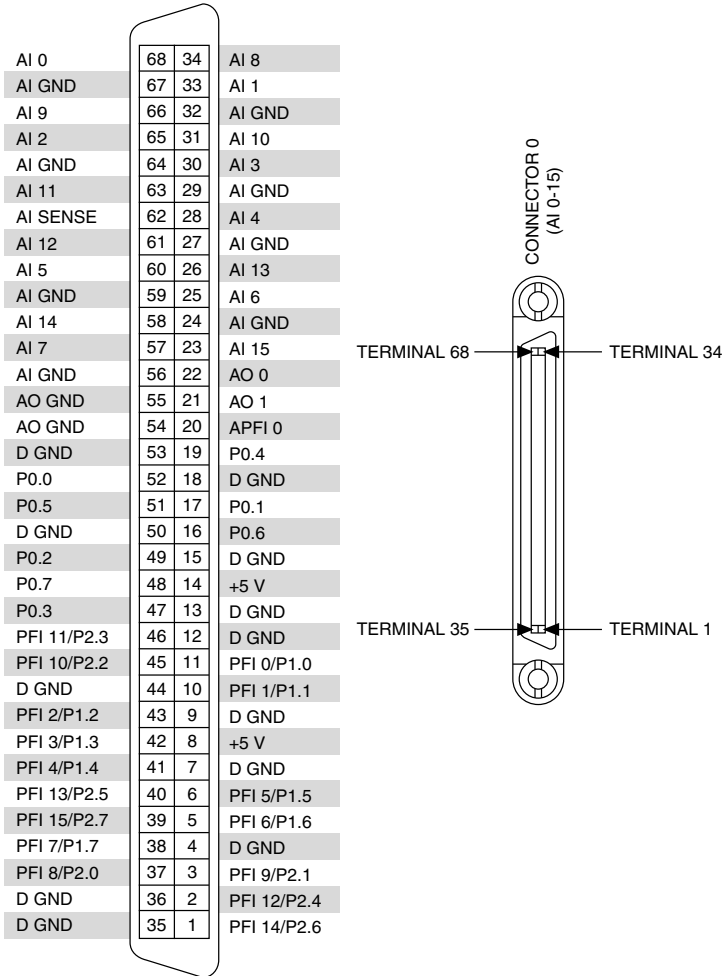 AI 0 68 34 AI 8
AI GND 67 33 AI 1
AI 9 66 32 AI GND
AI 2 65 31 AI 10
AI GND 64 30 AI 3
AI 11 63 29 AI GND
AI SENSE 62 28 AI 4
AI 12 61 27 AI GND
AI 5 60 26 AI 13
AI GND 59 25 AI 6
AI 14 58 24 AI GND
AI 7 57 23 AI 15
AI GND 56 22 AO 0
AO GND 55 21 AO 1
AO GND 54 20 APFI 0
D GND 53 19 P0.4
P0.0 52 18 D GND
P0.5 51 17 P0.1
D GND 50 16 P0.6
P0.2 49 15 D GND
P0.7 48 14 +5 V
P0.3 47 13 D GND
PFI 11/P2.3 46 12 D GND
PFI 10/P2.2 45 11 PFI 0/P1.0
D GND 44 10 PFI 1/P1.1
PFI 2/P1.2 43 9 D GND
PFI 3/P1.3 42 8 +5 V
PFI 4/P1.4 41 7 D GND
PFI 13/P2.5 40 6 PFI 5/P1.5
PFI 15/P2.7 39 5 PFI 6/P1.6
PFI 7/P1.7 38 4 D GND
PFI 8/P2.0 37 3 PFI 9/P2.1
D GND 36 2 PFI 12/P2.4
D GND 35 1 PFI 14/P2.6
CONNECTOR 0
(AI 0-15)
TERMINAL 68 TERMINAL 34
TERMINAL 35 TERMINAL 1